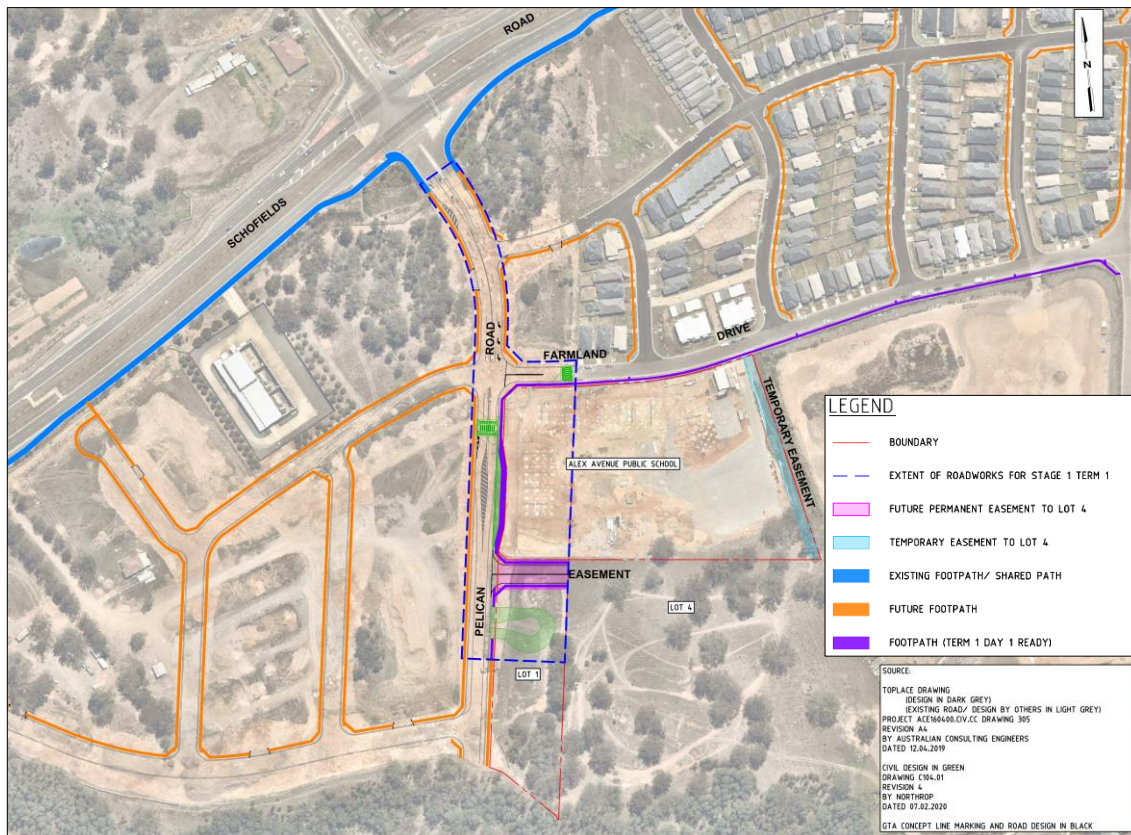 ROAD
N
SCHOFIELDS
ROAD
FARMLAND
DRIVE
TEMPORARY EASEMENT
ALEX AVENUE PUBLIC SCHOOL
EASEMENT
PELICAN
LOT 4
LOT 1
LEGEND
BOUNDARY
EXTENT OF ROADWORKS FOR STAGE 1 TERM 1
FUTURE PERMANENT EASEMENT TO LOT 4
TEMPORARY EASEMENT TO LOT 4
EXISTING FOOTPATH/ SHARED PATH
FUTURE FOOTPATH
FOOTPATH (TERM 1 DAY 1 READY)
SOURCE:
TOPLACE DRAWING
(DESIGN IN DARK GREY)
(EXISTING ROAD/ DESIGN BY OTHERS IN LIGHT GREY)
PROJECT ACE160400.CIV.CC DRAWING 305
REVISION A4
BY AUSTRALIAN CONSULTING ENGINEERS
DATED 12.04.2019
CIVIL DESIGN IN GREEN
DRAWING C104.01
REVISION 4
BY NORTHROP
DATED 07.02.2020
GTA CONCEPT LINE MARKING AND ROAD DESIGN IN BLACK